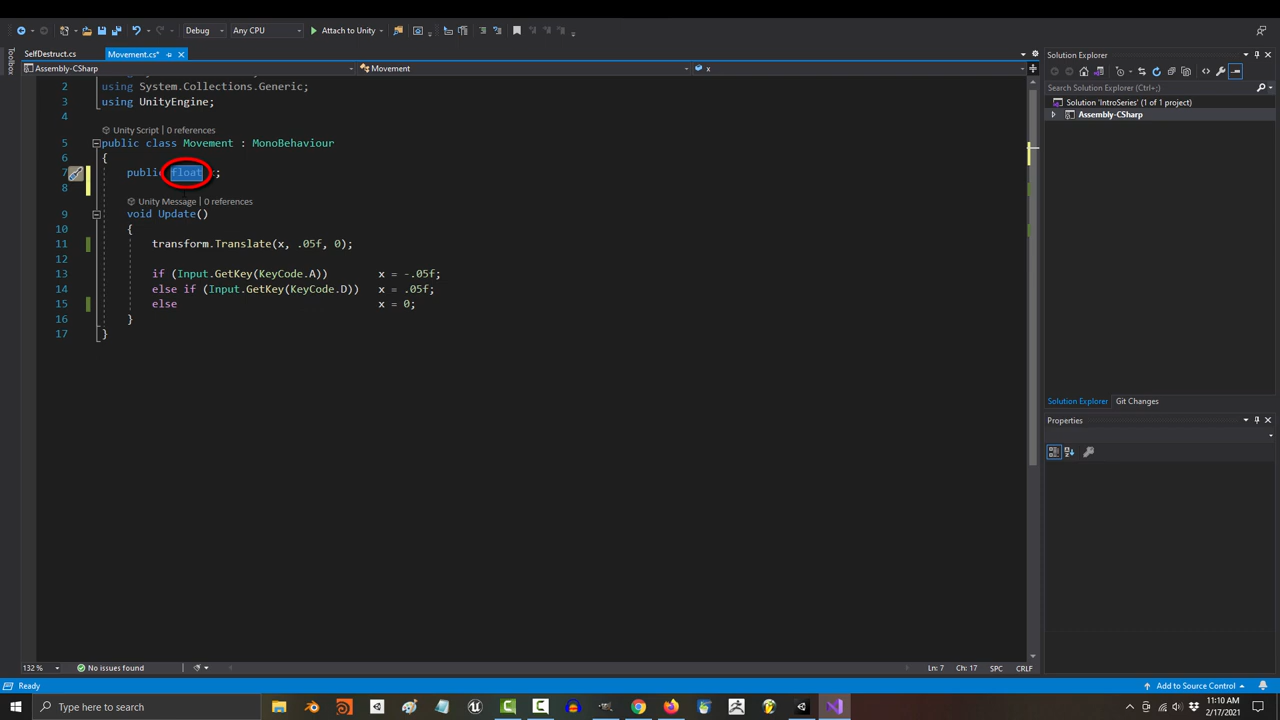 Debug
Any CPU
Attach to Unity
SelfDestruct.cs
Movement.cs*
Toolbox
Assembly-CSharp
Movement
x
2 using System.Collections.Generic;
3 using UnityEngine;
4
Unity Script | 0 references
5 public class Movement : MonoBehaviour
6 {
7 public float ;
8
Unity Message | 0 references
9 void Update()
10 {
11 transform.Translate(x, .05f, 0);
12
13 if (Input.GetKey(KeyCode.A)) x = -.05f;
14 else if (Input.GetKey(KeyCode.D)) x = .05f;
15 else x = 0;
16 }
17 }
Solution Explorer
Search Solution Explorer (Ctrl+;)
Solution 'IntroSeries' (1 of 1 project)
Assembly-CSharp
Solution Explorer
Git Changes
Properties
132 %
No issues found
Ln: 7
Ch: 17
SPC
CRLF
Ready
Add to Source Control
Type here to search
11:10 AM
2/17/2021